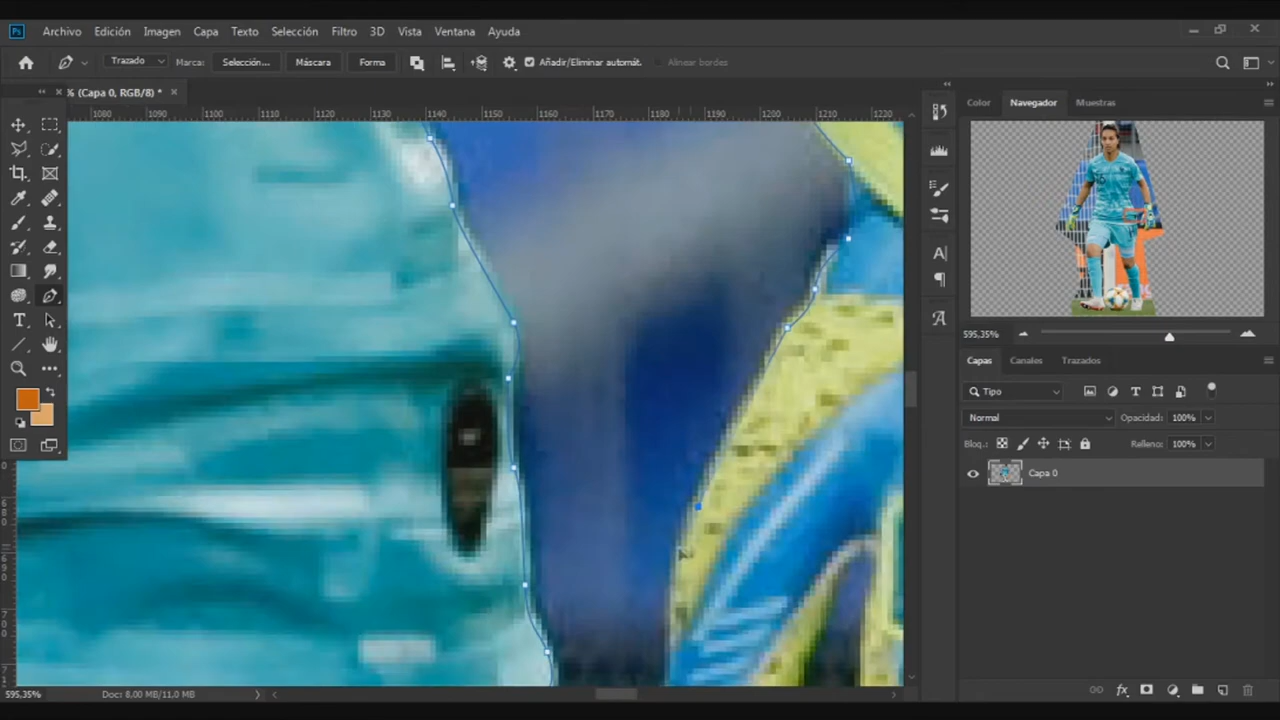 Ps Archivo Edición Imagen Capa Texto Selección Filtro 3D Vista Ventana Ayuda
Trazado Marca: Selección... Máscara Forma Añadir/Eliminar automát. Alinear bordes
% (Capa 0, RGB/8) *
1080 1090 1100 1110 1120 1130 1140 1150 1160 1170 1180 1190 1200 1210 1220
Color Navegador Muestras
595,35%
Capas Canales Trazados
Tipo
Normal Opacidad: 100%
Bloq.: Relleno: 100%
Capa 0
595,35% Doc: 8,00 MB/11,0 MB